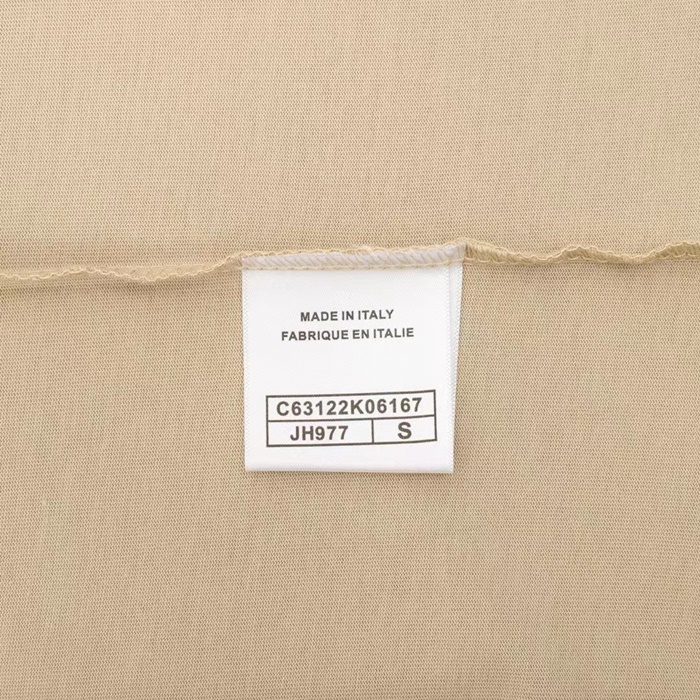 MADE IN ITALY
FABRIQUE EN ITALIE
C63122K06167
JH977 S